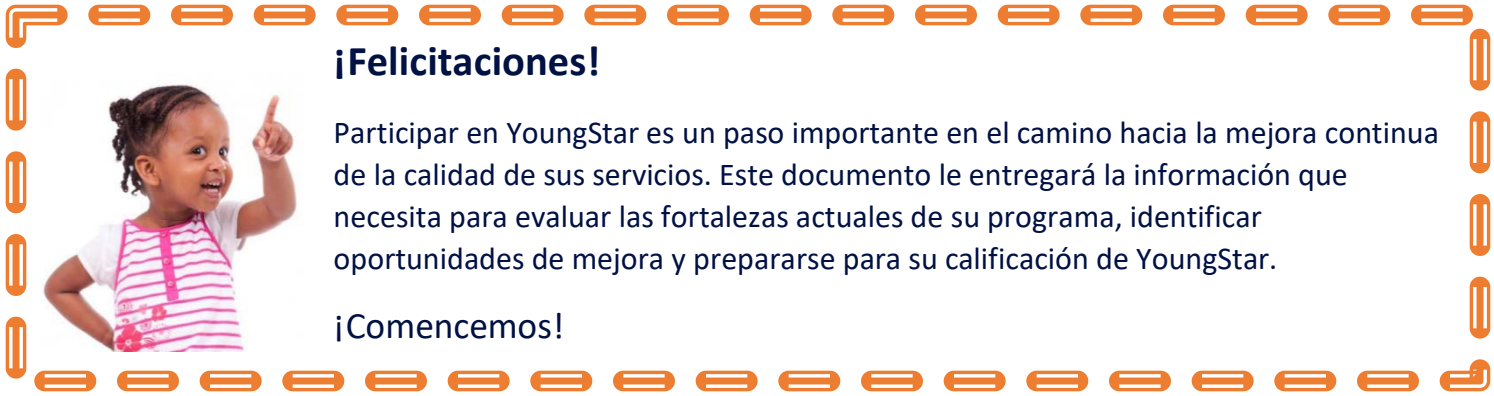 ¡Felicitaciones!
Participar en YoungStar es un paso importante en el camino hacia la mejora continua
de la calidad de sus servicios. Este documento le entregará la información que
necesita para evaluar las fortalezas actuales de su programa, identificar
oportunidades de mejora y prepararse para su calificación de YoungStar.
¡Comencemos!